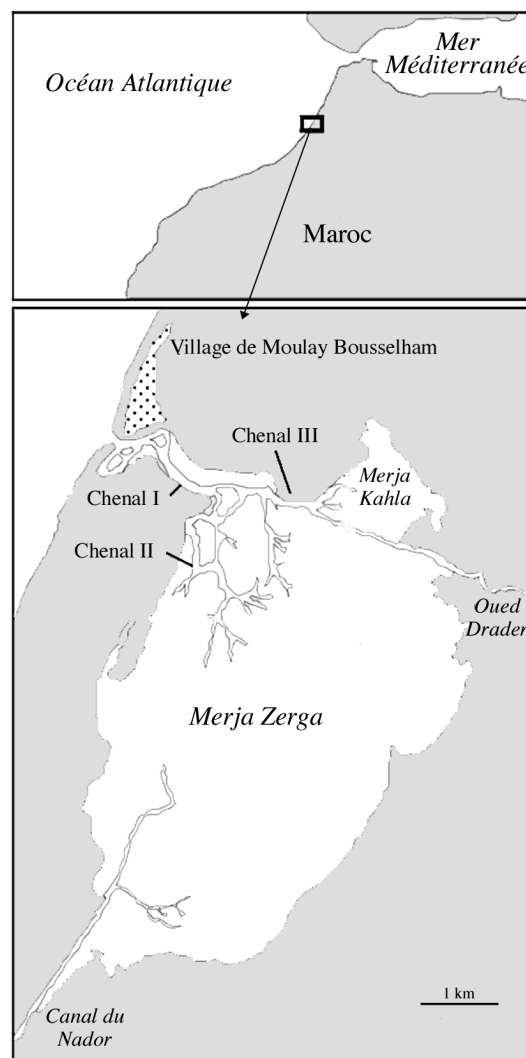 Mer
Méditerranée
Océan Atlantique
Maroc
Village de Moulay Bousselham
Chenal III
Merja
Kahla
Chenal I
Chenal II
Oued
Drader
Merja Zerga
1 km
Canal du
Nador